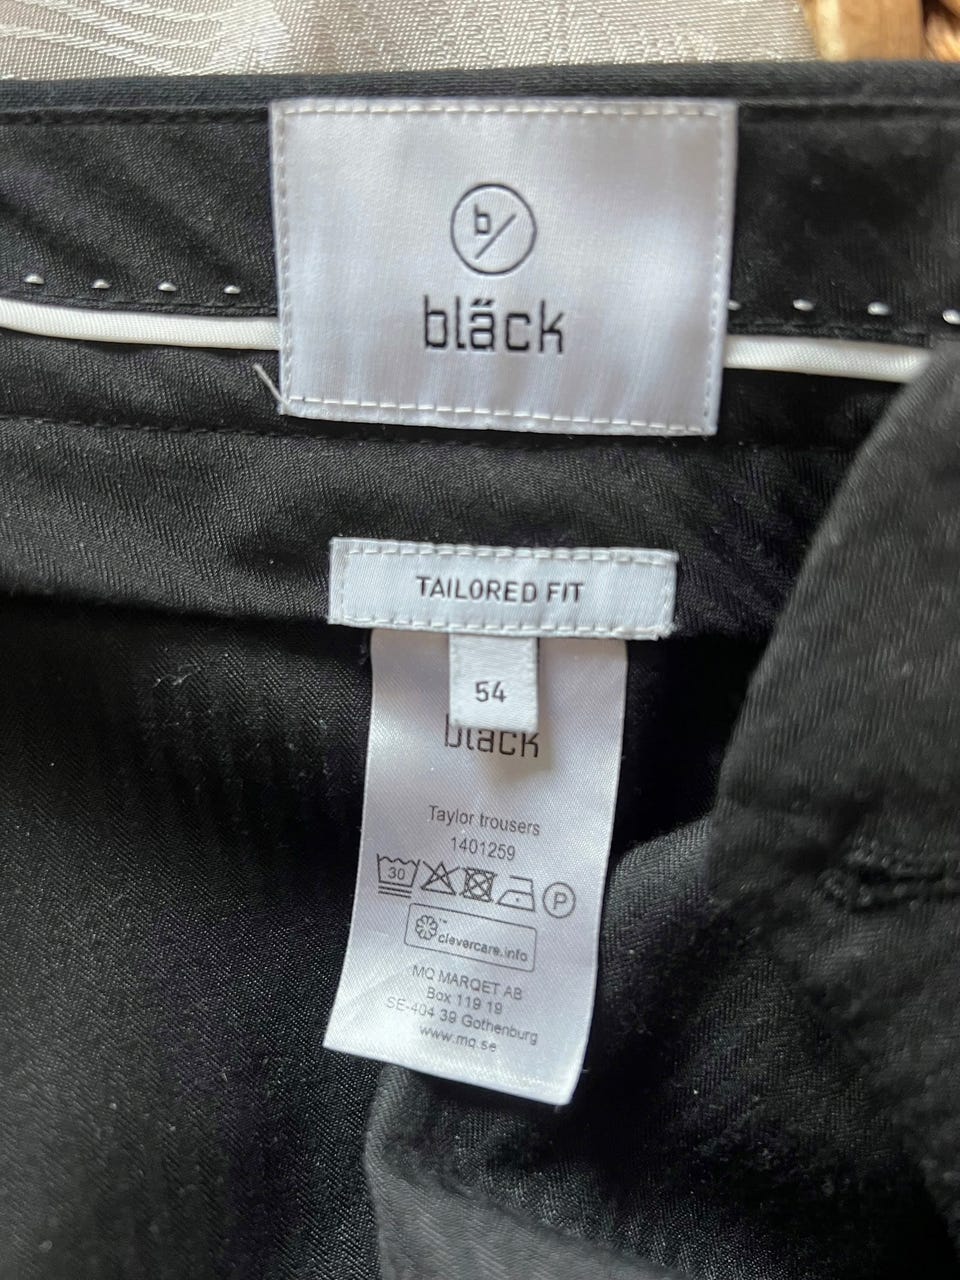 b/
bläck
TAILORED FIT
54
bläck
Taylor trousers
1401259
30 P
clevercare.info
MQ MARQET AB
Box 119 19
SE-404 39 Gothenburg
www.mq.se